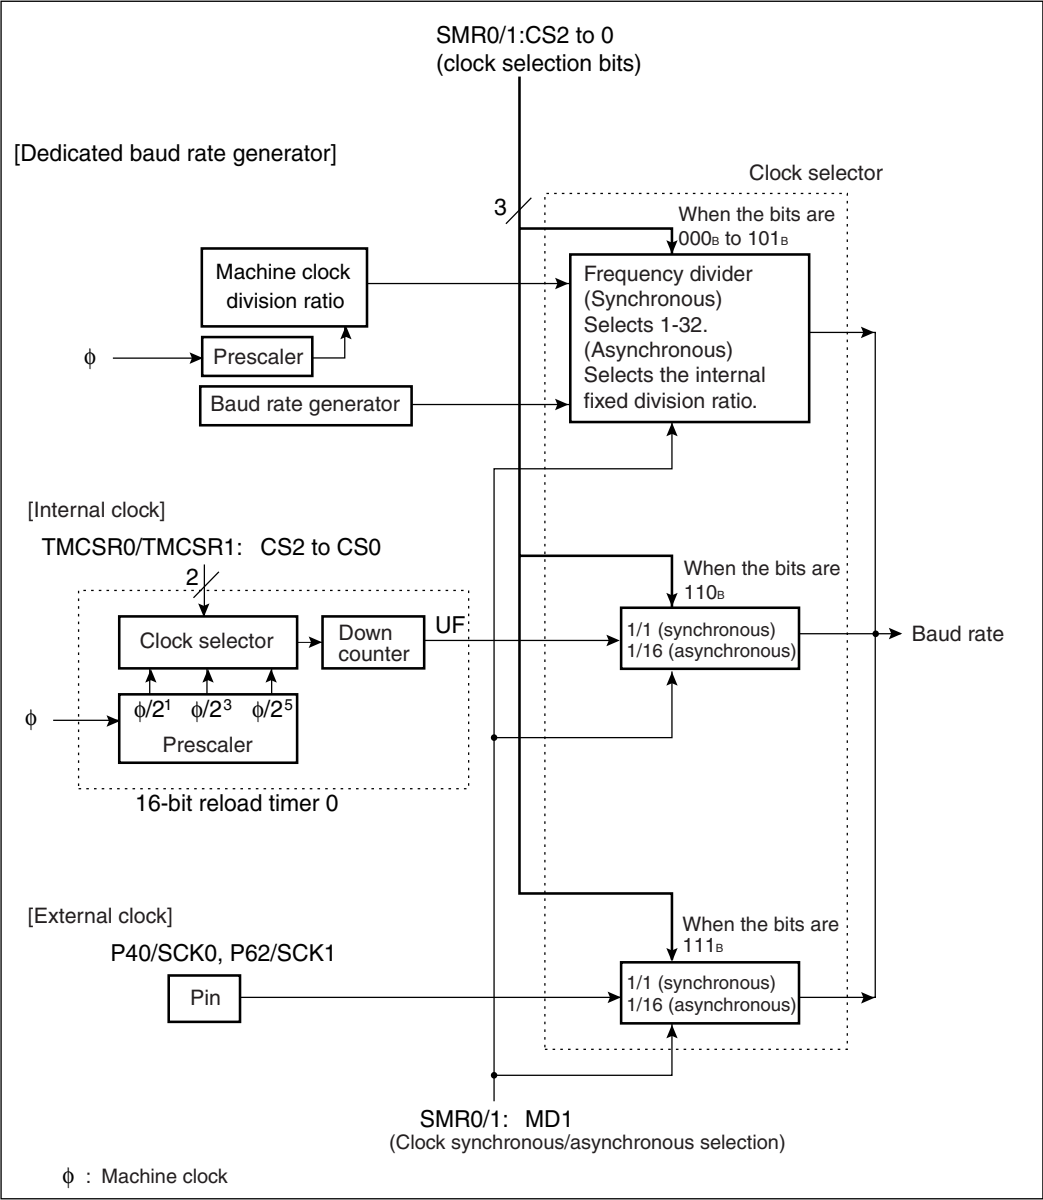 SMR0/1:CS2 to 0
(clock selection bits)
[Dedicated baud rate generator]
Clock selector
3
When the bits are
000B to 101B
Machine clock
division ratio
Frequency divider
(Synchronous)
Selects 1-32.
(Asynchronous)
Selects the internal
fixed division ratio.
ϕ
Prescaler
Baud rate generator
[Internal clock]
TMCSR0/TMCSR1: CS2 to CS0
2
When the bits are
110B
Clock selector
Down
counter
UF
1/1 (synchronous)
1/16 (asynchronous)
Baud rate
ϕ/2¹ ϕ/2³ ϕ/2⁵
ϕ
Prescaler
16-bit reload timer 0
[External clock]
When the bits are
111B
P40/SCK0, P62/SCK1
Pin
1/1 (synchronous)
1/16 (asynchronous)
SMR0/1: MD1
(Clock synchronous/asynchronous selection)
ϕ : Machine clock